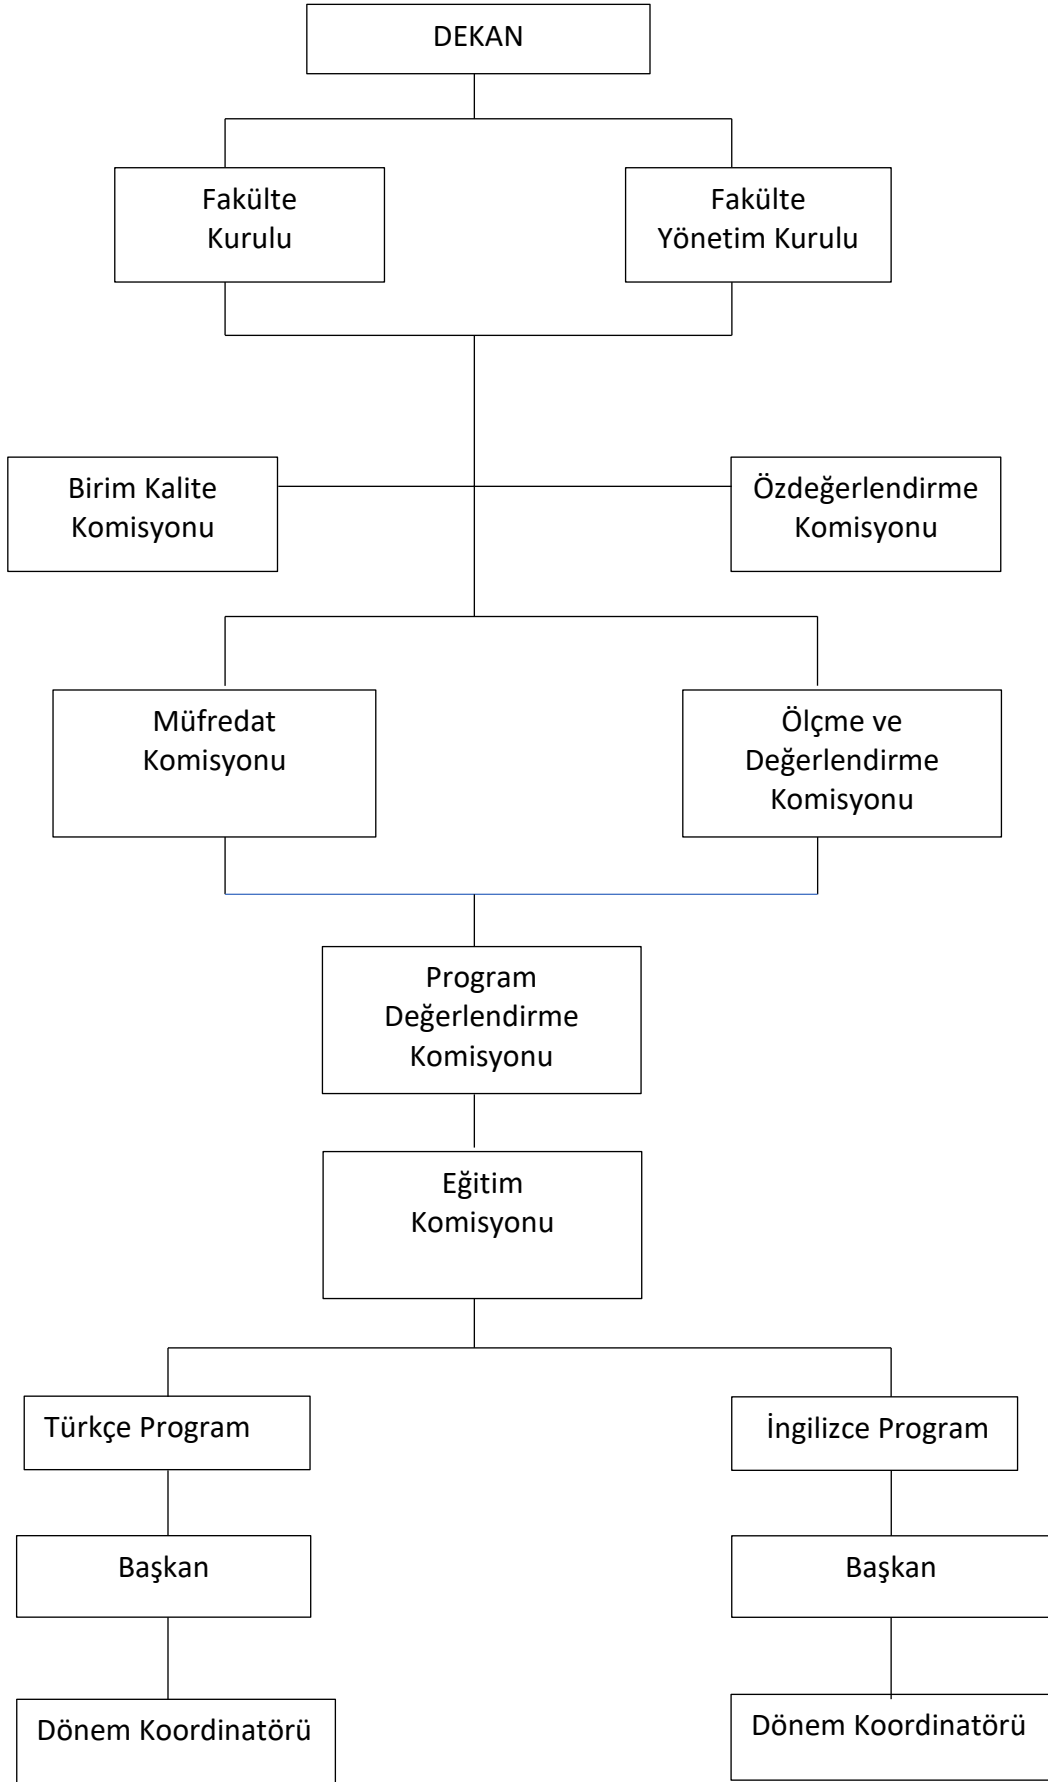 DEKAN
Fakülte
Kurulu
Fakülte
Yönetim Kurulu
Birim Kalite
Komisyonu
Özdeğerlendirme
Komisyonu
Müfredat
Komisyonu
Ölçme ve
Değerlendirme
Komisyonu
Program
Değerlendirme
Komisyonu
Eğitim
Komisyonu
Türkçe Program
İngilizce Program
Başkan
Başkan
Dönem Koordinatörü
Dönem Koordinatörü